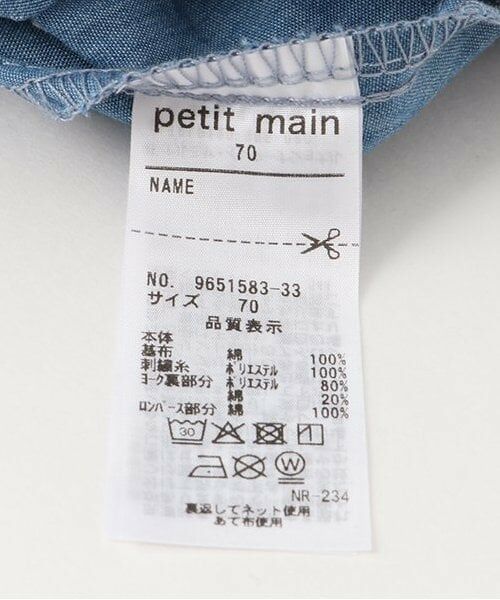 petit main
70
NAME
NO. 9651583-33
サイズ 70
品質表示
本体
基布 綿 100%
刺繍糸 ポリエステル 100%
ヨーク裏部分 ポリエステル 80%
綿 20%
ロンパース部分 綿 100%
30
W
NR-234
裏返してネット使用
あて布使用